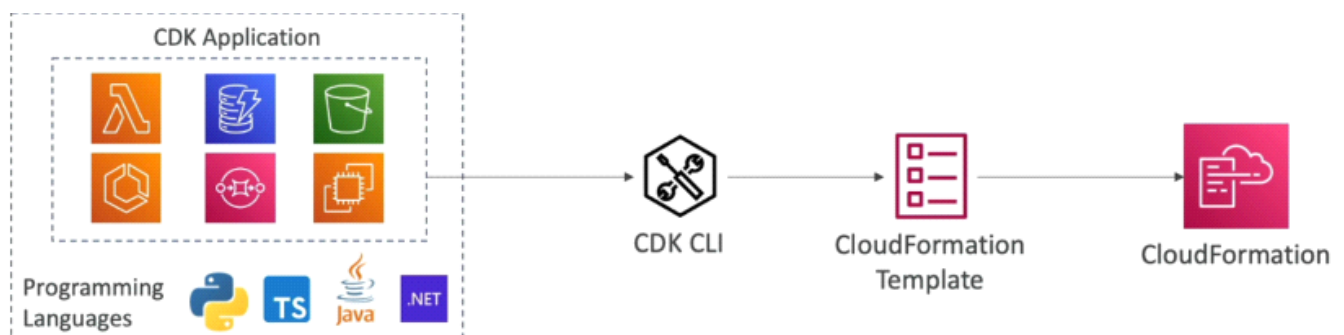 CDK Application
Programming
Languages
TS
Java
.NET
CDK CLI
CloudFormation
Template
CloudFormation